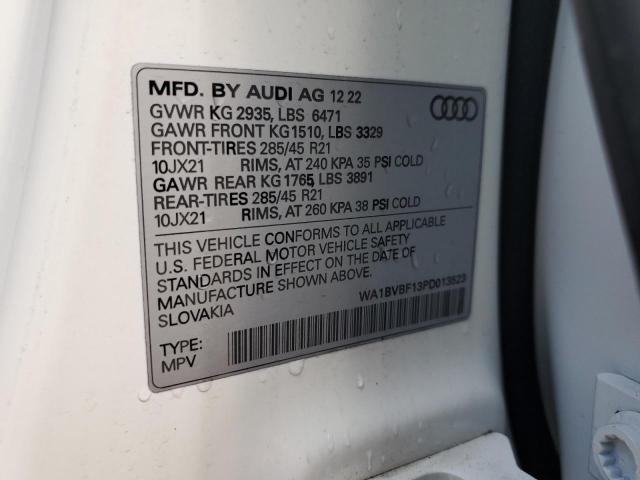 MFD. BY AUDI AG 12 22
GVWR KG 2935, LBS 6471
GAWR FRONT KG1510, LBS 3329
FRONT-TIRES 285/45 R21
10JX21 RIMS, AT 240 KPA 35 PSI COLD
GAWR REAR KG 1765, LBS 3891
REAR-TIRES 285/45 R21
10JX21 RIMS, AT 260 KPA 38 PSI COLD
THIS VEHICLE CONFORMS TO ALL APPLICABLE
U.S. FEDERAL MOTOR VEHICLE SAFETY
STANDARDS IN EFFECT ON THE DATE OF
MANUFACTURE SHOWN ABOVE.
SLOVAKIA WA1BVBF13PD013523
TYPE:
MPV